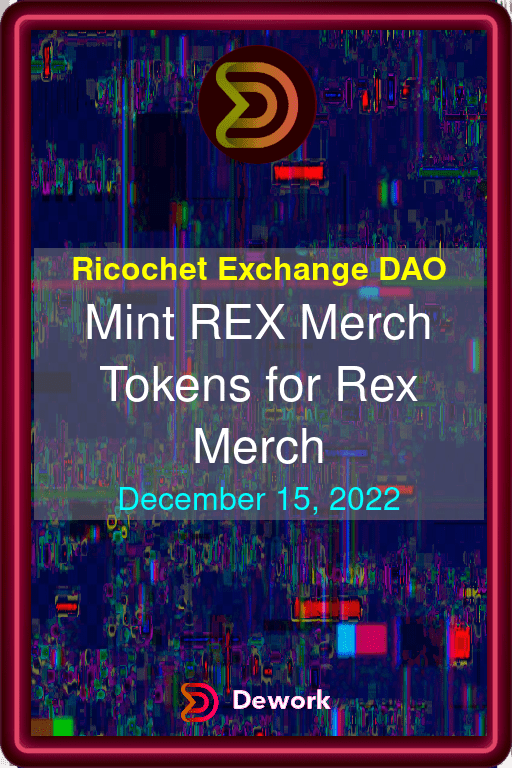 Ricochet Exchange DAO
Mint REX Merch
Tokens for Rex
Merch
December 15, 2022
Dework